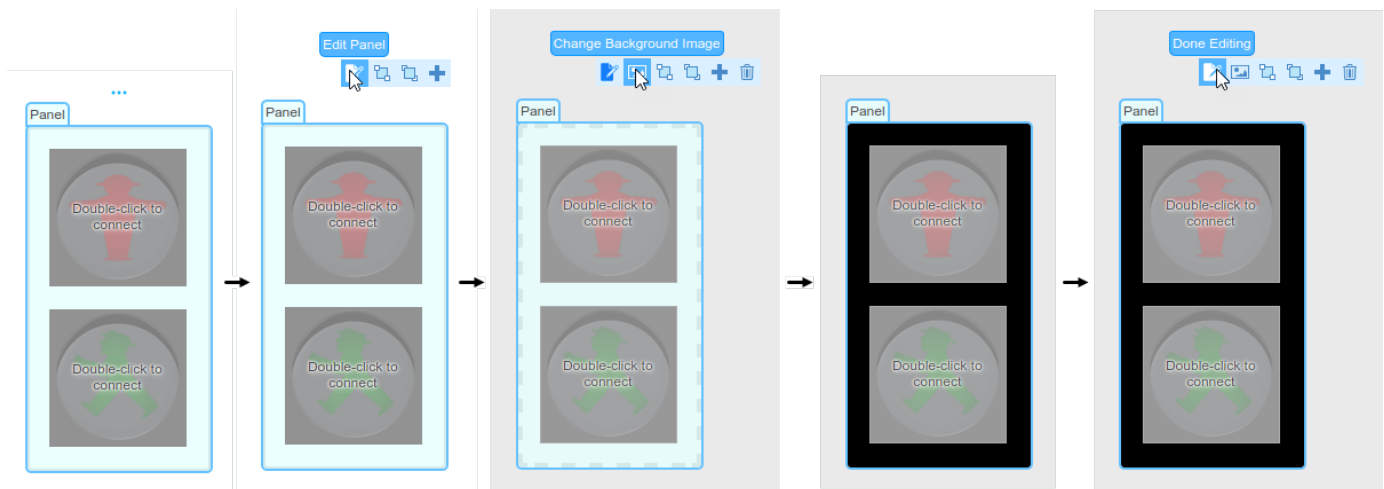 ...
Panel
Double-click to
connect
Double-click to
connect
Edit Panel
Panel
Double-click to
connect
Double-click to
connect
Change Background Image
Panel
Double-click to
connect
Double-click to
connect
Panel
Double-click to
connect
Double-click to
connect
Done Editing
Panel
Double-click to
connect
Double-click to
connect